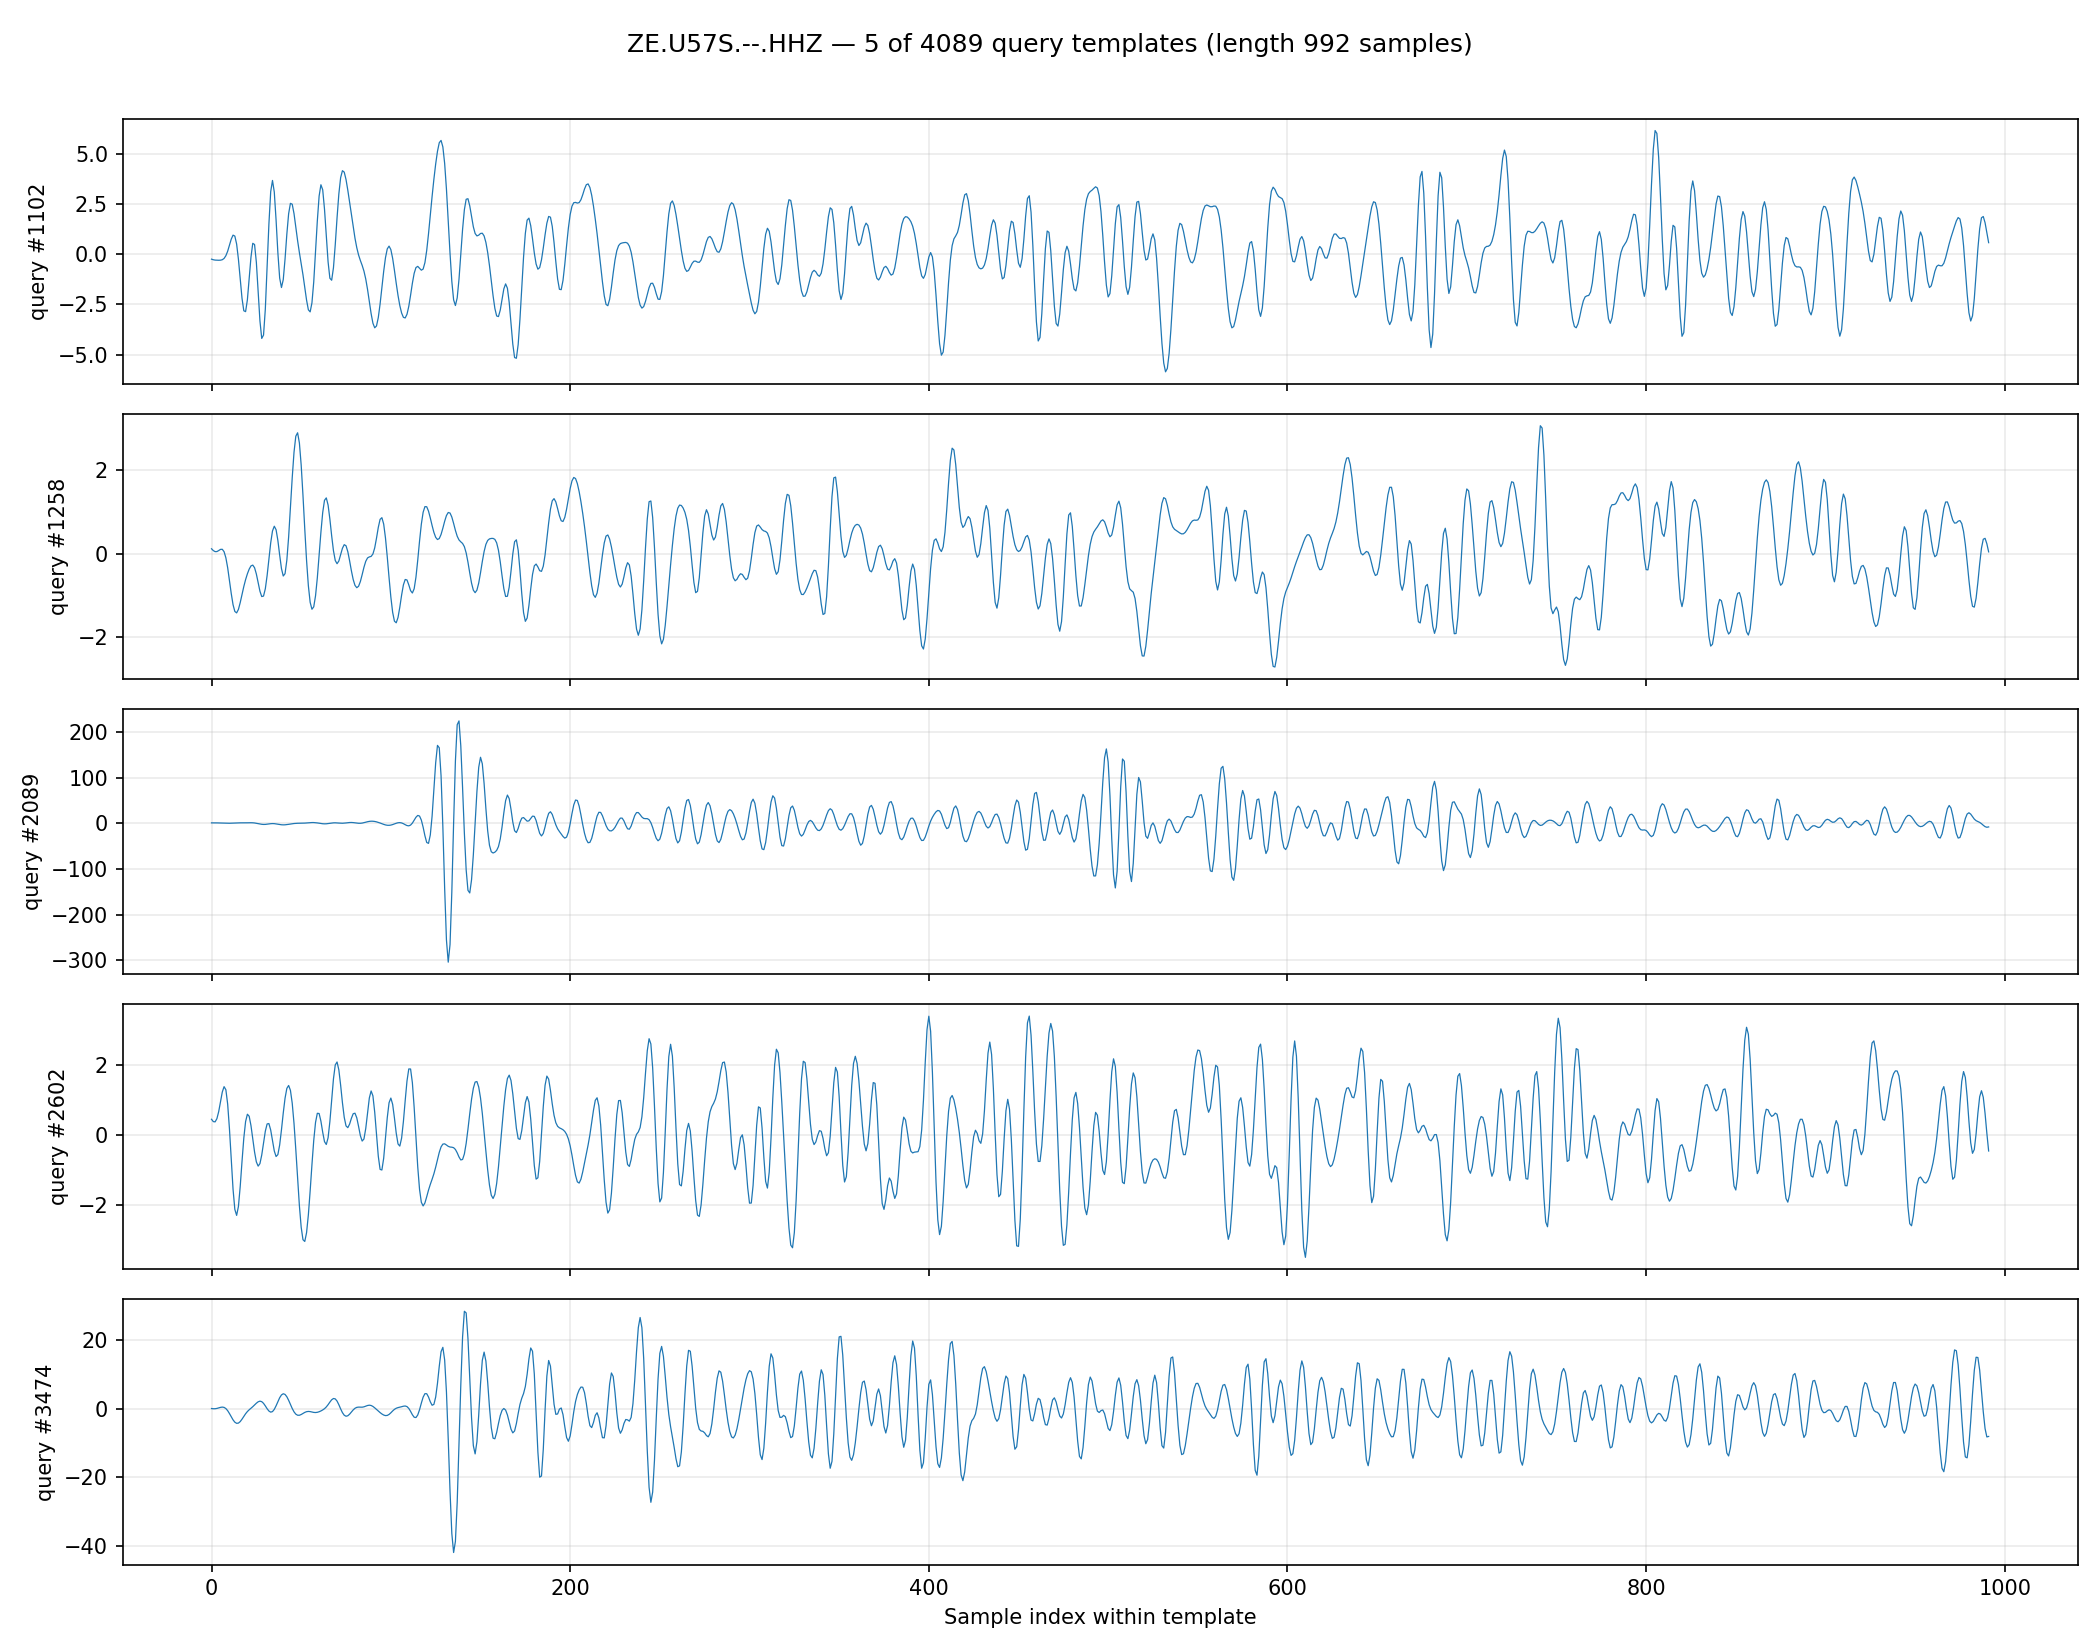 ZE.U57S.--.HHZ — 5 of 4089 query templates (length 992 samples)
5.0
2.5
0.0
−2.5
−5.0
query #1102
2
0
−2
query #1258
200
100
0
−100
−200
−300
query #2089
2
0
−2
query #2602
20
0
−20
−40
query #3474
0 200 400 600 800 1000
Sample index within template